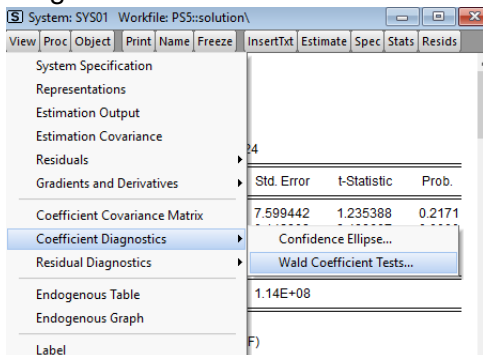 System: SYS01 Workfile: PS5::solution\
View Proc Object Print Name Freeze InsertTxt Estimate Spec Stats Resids
System Specification
Representations
Estimation Output
Estimation Covariance
Residuals
24
Gradients and Derivatives
Std. Error t-Statistic Prob.
Coefficient Covariance Matrix
7.599442 1.235388 0.2171
Coefficient Diagnostics
Confidence Ellipse...
Residual Diagnostics
Wald Coefficient Tests...
Endogenous Table
1.14E+08
Endogenous Graph
Label
F)